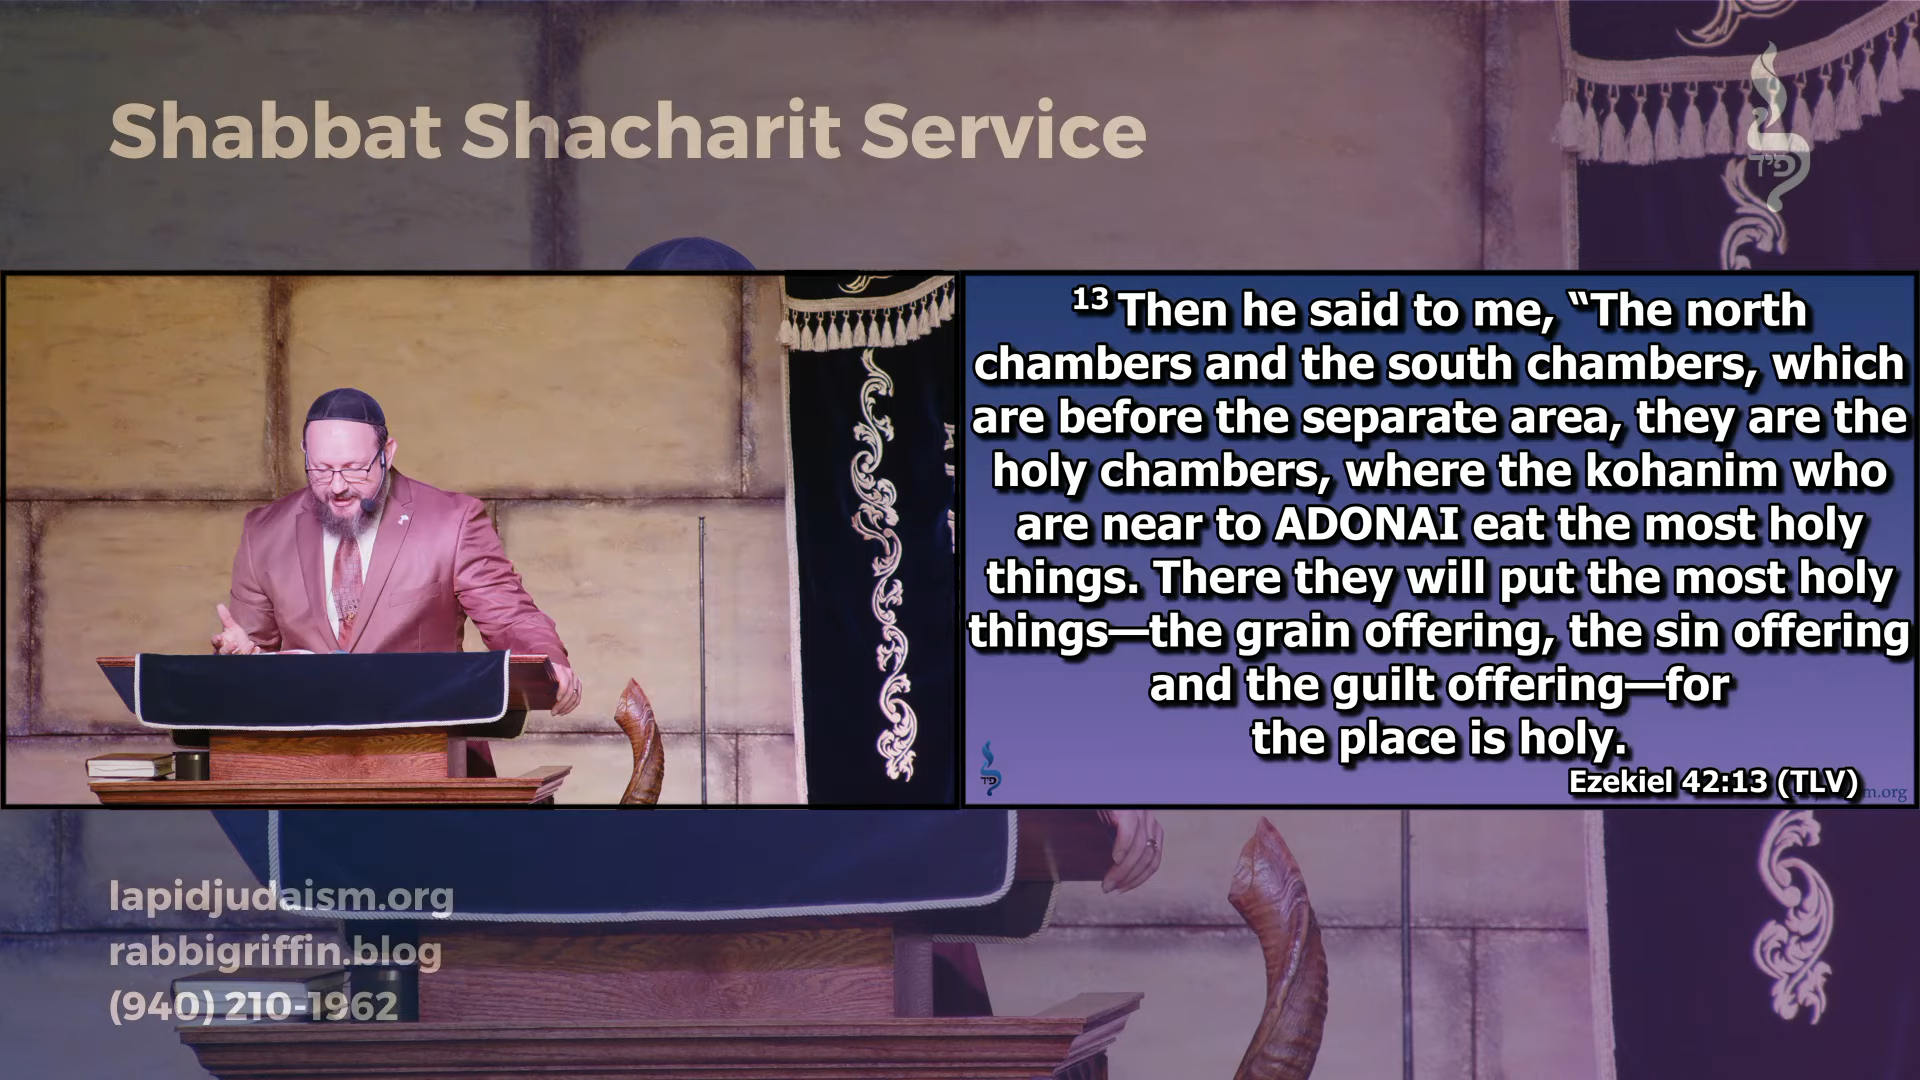 Shabbat Shacharit Service
פיד
13 Then he said to me, “The north
chambers and the south chambers, which
are before the separate area, they are the
holy chambers, where the kohanim who
are near to ADONAI eat the most holy
things. There they will put the most holy
things—the grain offering, the sin offering
and the guilt offering—for
the place is holy.
Ezekiel 42:13 (TLV)
פיד
m.org
lapidjudaism.org
rabbigriffin.blog
(940) 210-1962